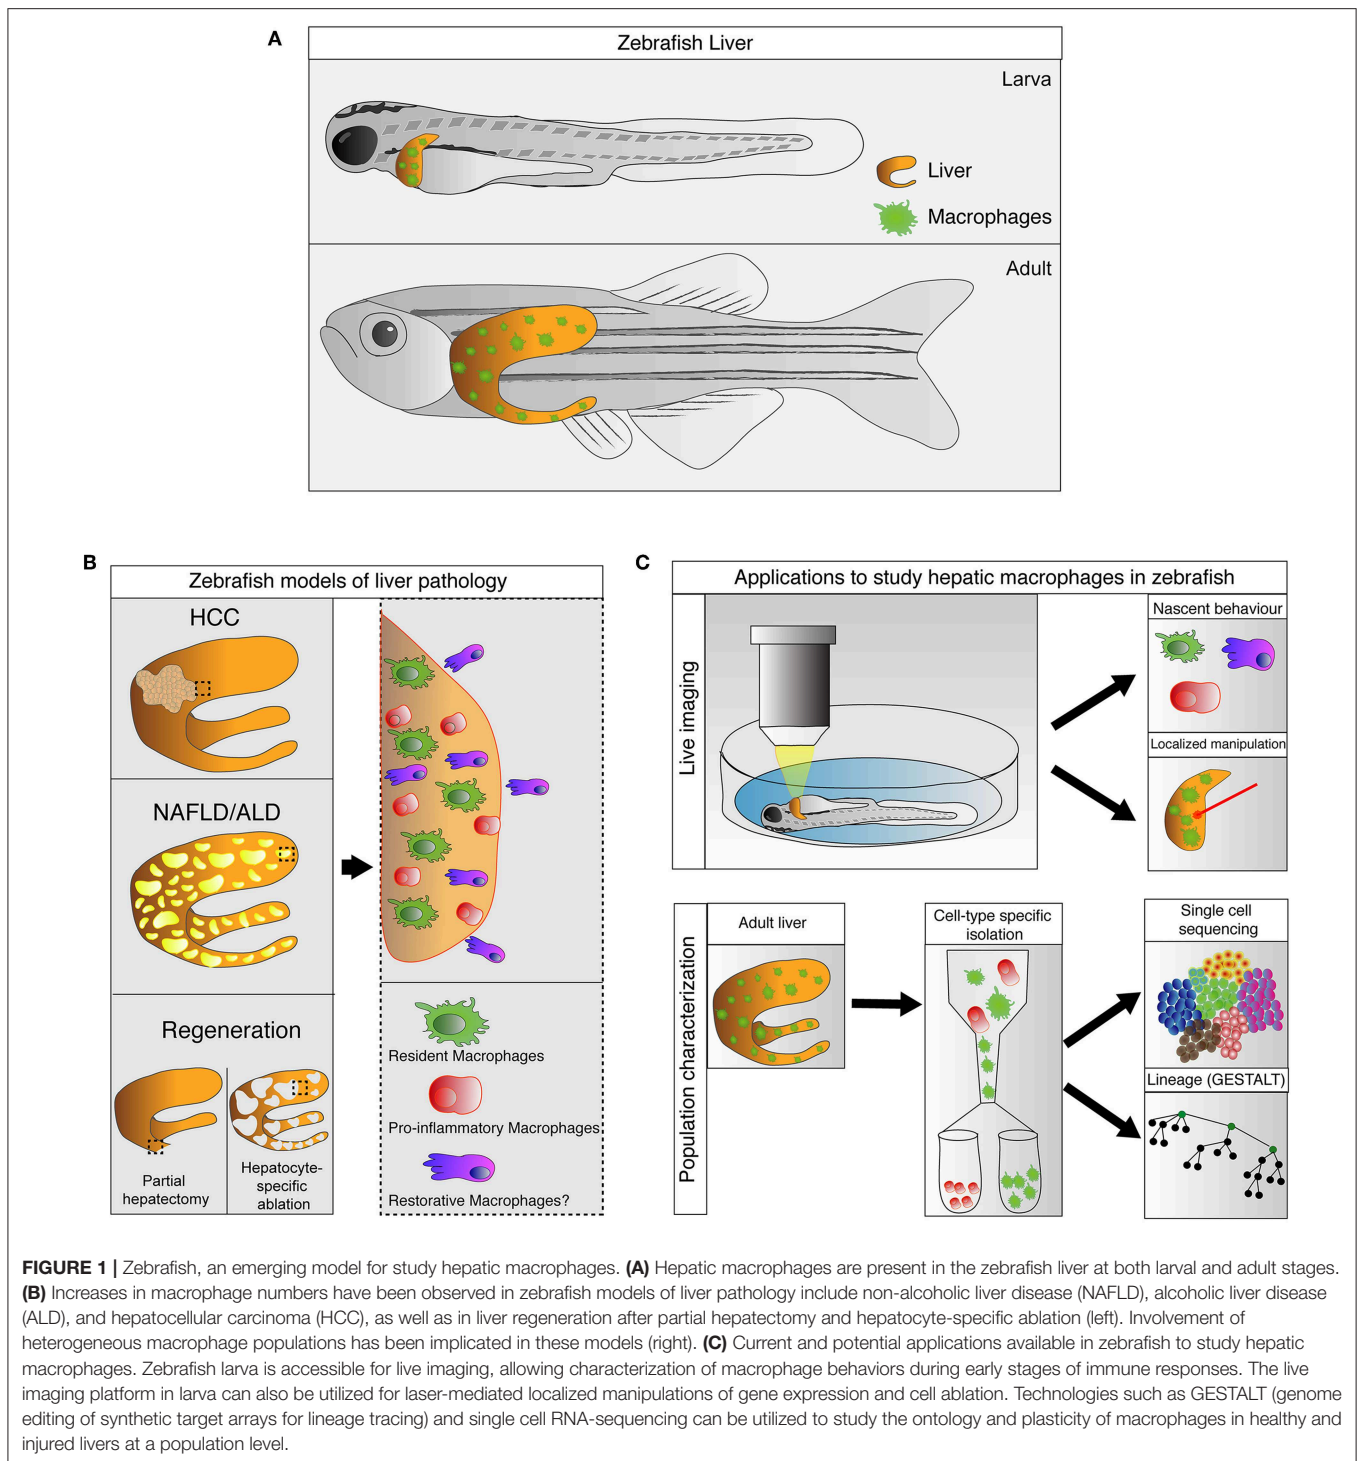 A
Zebrafish Liver
Larva
Liver
Macrophages
Adult
B
Zebrafish models of liver pathology
HCC
NAFLD/ALD
Regeneration
Partial
hepatectomy
Hepatocyte-
specific
ablation
Resident Macrophages
Pro-inflammatory Macrophages
Restorative Macrophages?
C
Applications to study hepatic macrophages in zebrafish
Live imaging
Nascent behaviour
Localized manipulation
Population characterization
Adult liver
Cell-type specific
isolation
Single cell
sequencing
Lineage (GESTALT)
FIGURE 1 | Zebrafish, an emerging model for study hepatic macrophages. (A) Hepatic macrophages are present in the zebrafish liver at both larval and adult stages.
(B) Increases in macrophage numbers have been observed in zebrafish models of liver pathology include non-alcoholic liver disease (NAFLD), alcoholic liver disease
(ALD), and hepatocellular carcinoma (HCC), as well as in liver regeneration after partial hepatectomy and hepatocyte-specific ablation (left). Involvement of
heterogeneous macrophage populations has been implicated in these models (right). (C) Current and potential applications available in zebrafish to study hepatic
macrophages. Zebrafish larva is accessible for live imaging, allowing characterization of macrophage behaviors during early stages of immune responses. The live
imaging platform in larva can also be utilized for laser-mediated localized manipulations of gene expression and cell ablation. Technologies such as GESTALT (genome
editing of synthetic target arrays for lineage tracing) and single cell RNA-sequencing can be utilized to study the ontology and plasticity of macrophages in healthy and
injured livers at a population level.